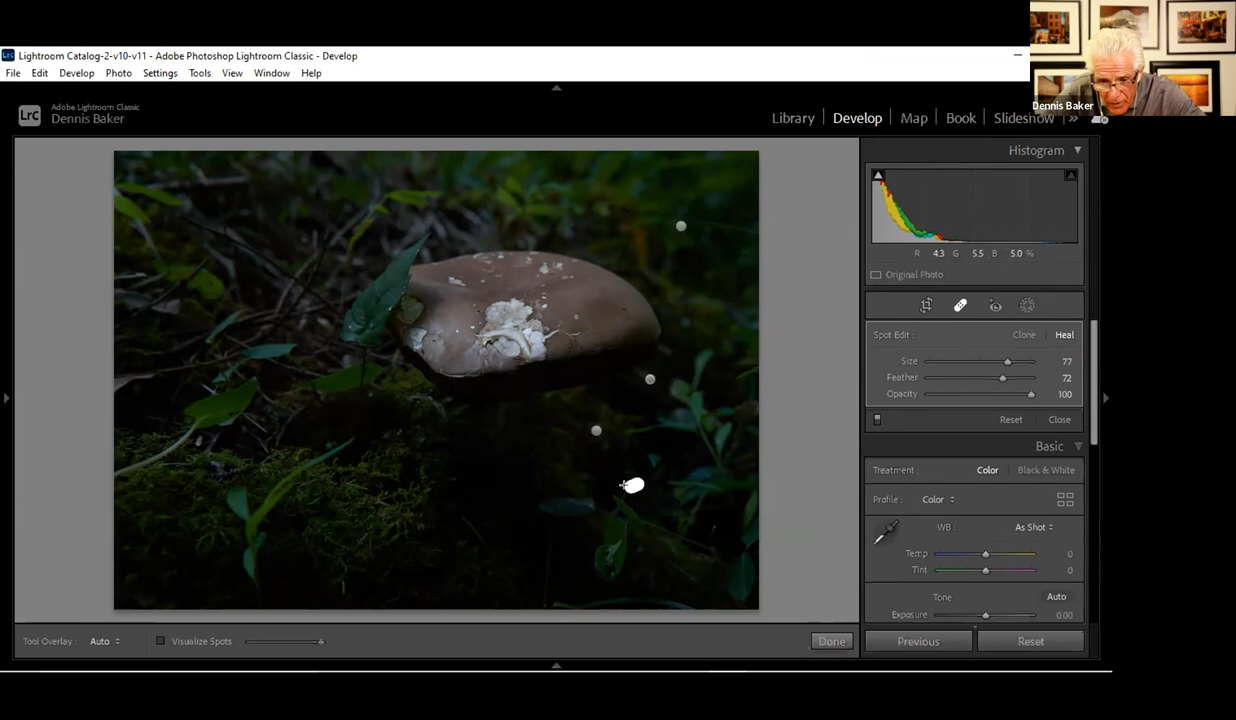 Lrc Lightroom Catalog-2-v10-v11 - Adobe Photoshop Lightroom Classic - Develop
File Edit Develop Photo Settings Tools View Window Help
Dennis Baker
Lrc
Adobe Lightroom Classic
Dennis Baker
Library | Develop | Map | Book | Slideshow »
Histogram
R 4.3 G 5.5 B 5.0 %
Original Photo
Spot Edit : Clone Heal
Size 77
Feather 72
Opacity 100
Reset Close
Basic
Treatment : Color Black & White
Profile : Color
WB : As Shot
Temp 0
Tint 0
Tone Auto
Exposure 0.00
Tool Overlay : Auto Visualize Spots Done
Previous Reset